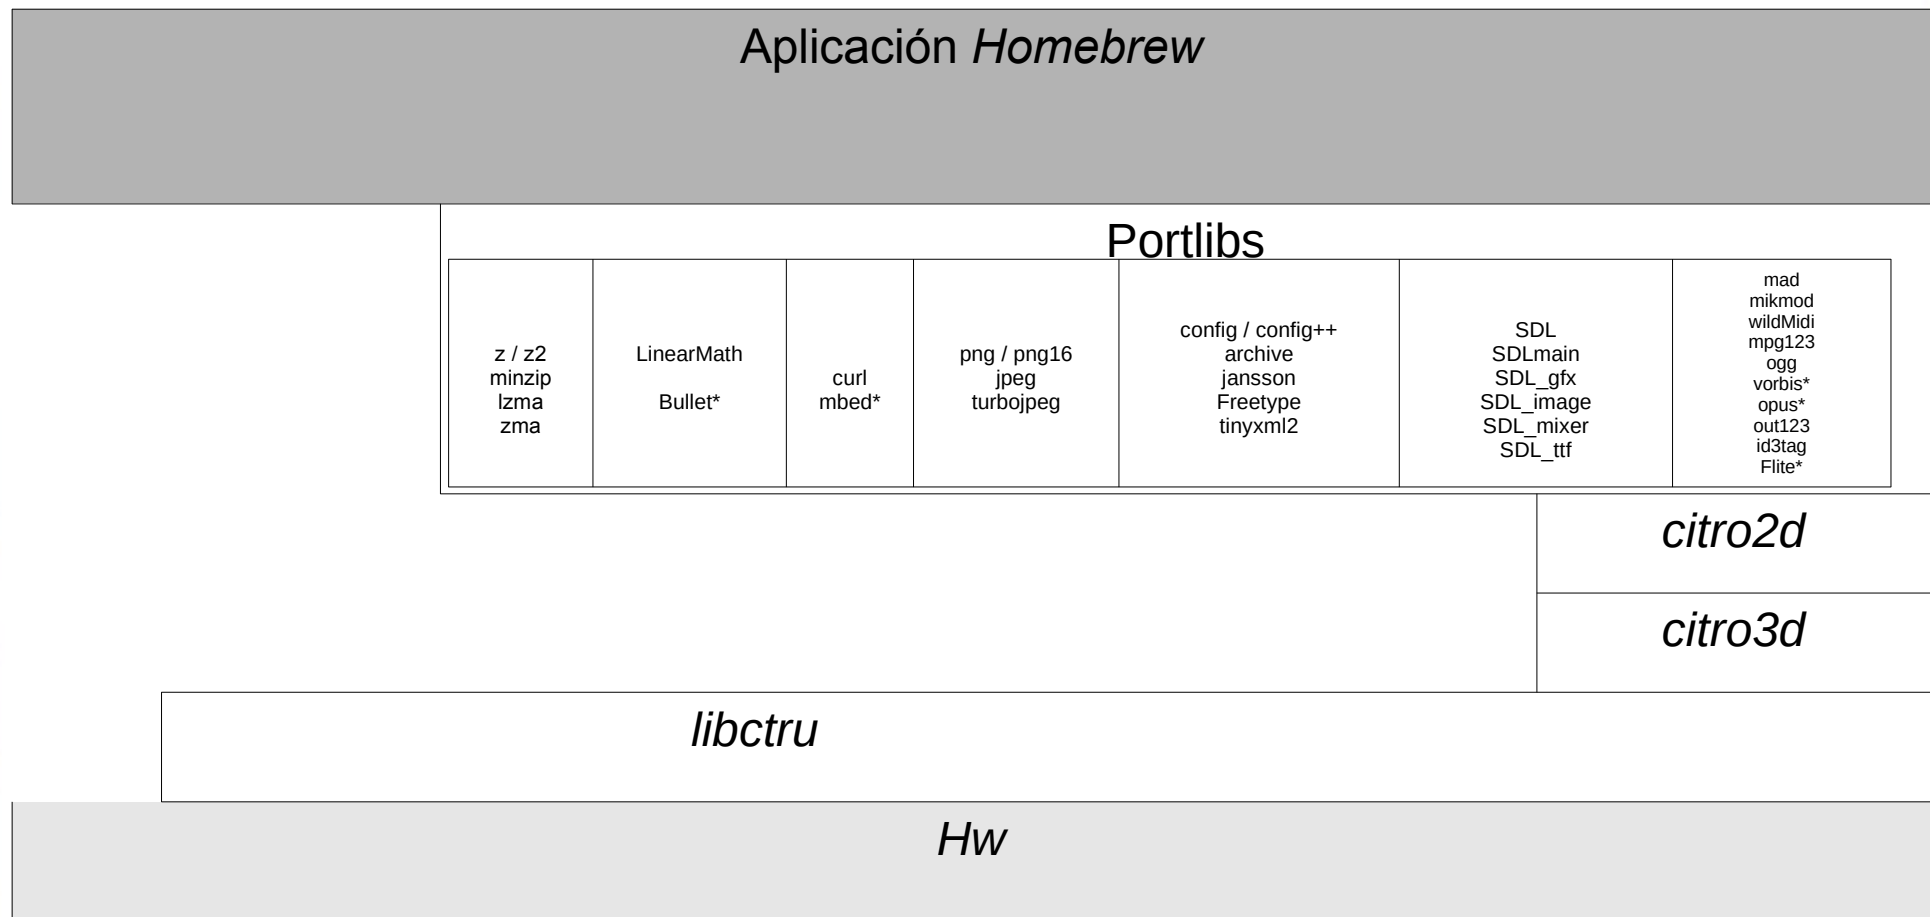 Aplicación Homebrew
Portlibs
z / z2
minzip
lzma
zma
LinearMath
Bullet*
curl
mbed*
png / png16
jpeg
turbojpeg
config / config++
archive
jansson
Freetype
tinyxml2
SDL
SDLmain
SDL_gfx
SDL_image
SDL_mixer
SDL_ttf
mad
mikmod
wildMidi
mpg123
ogg
vorbis*
opus*
out123
id3tag
Flite*
citro2d
citro3d
libctru
Hw